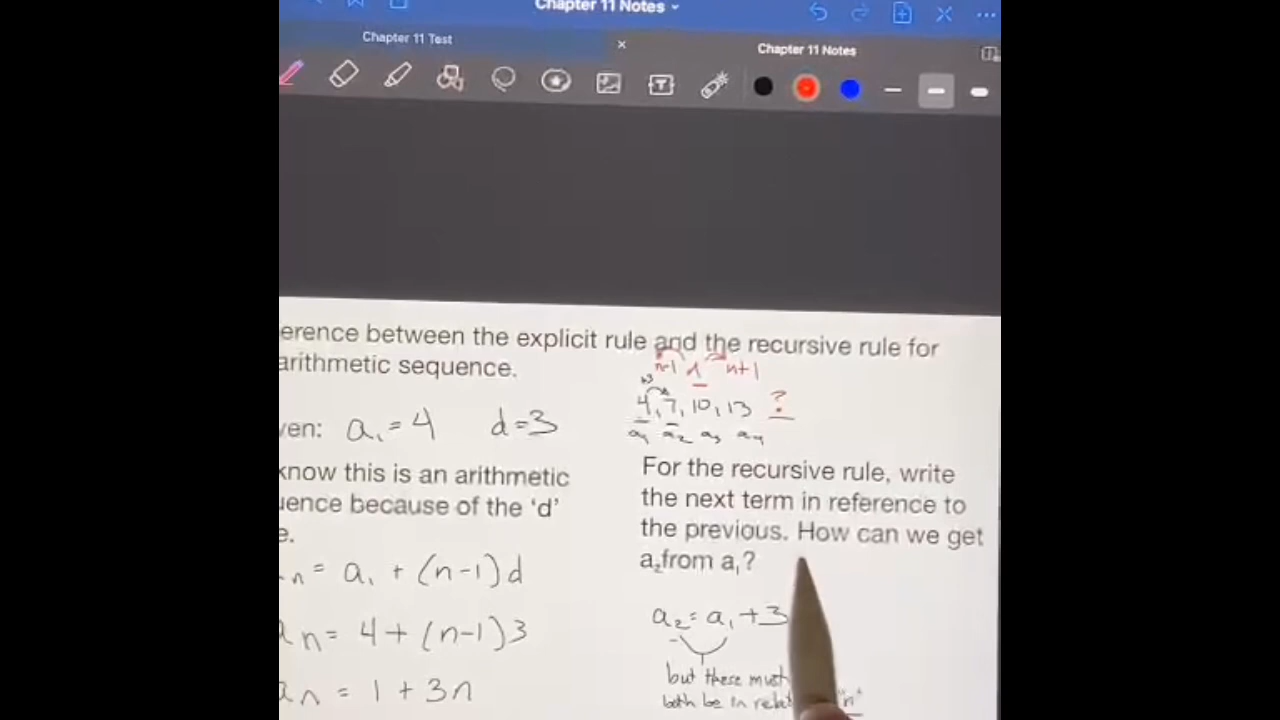 Chapter 11 Notes
Chapter 11 Test
Chapter 11 Notes
erence between the explicit rule and the recursive rule for
arithmetic sequence.
n-1 n n+1
+3
4, 7, 10, 13 ?
a₁ a₂ a₃ a₄
ven: a₁ = 4 d = 3
know this is an arithmetic
uence because of the ‘d’
e.
n = a₁ + (n-1)d
an = 4 + (n-1)3
an = 1 + 3n
For the recursive rule, write
the next term in reference to
the previous. How can we get
a₂from a₁?
a₂ = a₁ + 3
but these must
both be in relat "n"